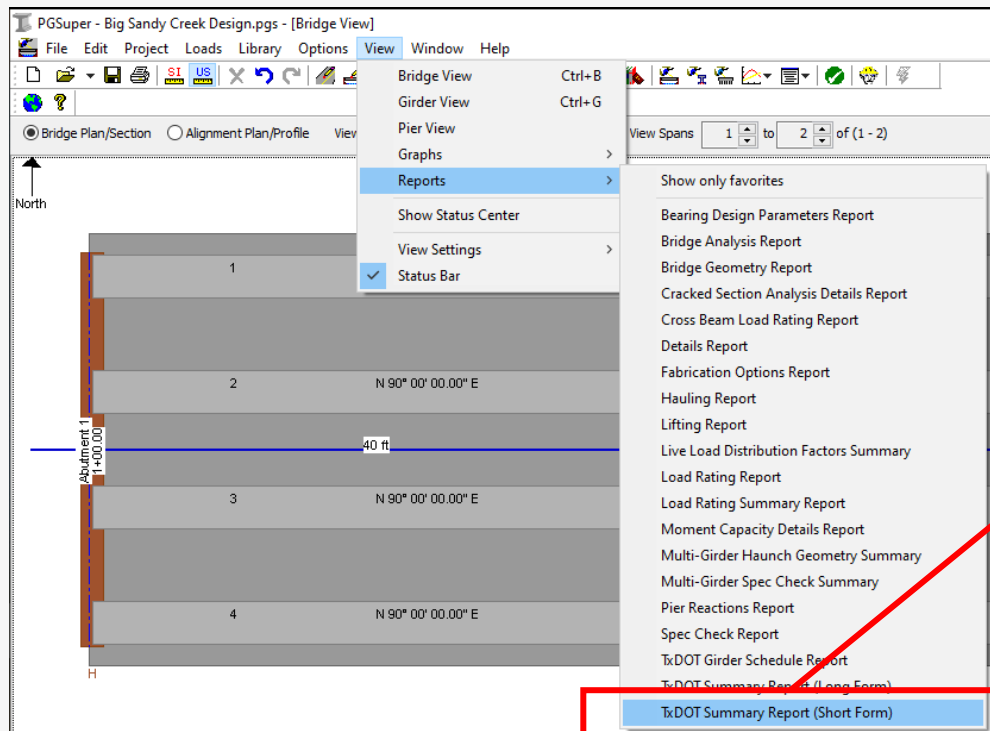 PGSuper - Big Sandy Creek Design.pgs - [Bridge View]
File Edit Project Loads Library Options View Window Help
SI US
Bridge Plan/Section Alignment Plan/Profile View
View Spans 1 to 2 of (1 - 2)
Bridge View Ctrl+B
Girder View Ctrl+G
Pier View
Graphs
Reports
Show Status Center
View Settings
Status Bar
Show only favorites
Bearing Design Parameters Report
Bridge Analysis Report
Bridge Geometry Report
Cracked Section Analysis Details Report
Cross Beam Load Rating Report
Details Report
Fabrication Options Report
Hauling Report
Lifting Report
Live Load Distribution Factors Summary
Load Rating Report
Load Rating Summary Report
Moment Capacity Details Report
Multi-Girder Haunch Geometry Summary
Multi-Girder Spec Check Summary
Pier Reactions Report
Spec Check Report
TxDOT Girder Schedule Report
TxDOT Summary Report (Long Form)
TxDOT Summary Report (Short Form)
North
1
2 N 90° 00' 00.00" E
Abutment 1
1+00.00
40 ft
3 N 90° 00' 00.00" E
4 N 90° 00' 00.00" E
H